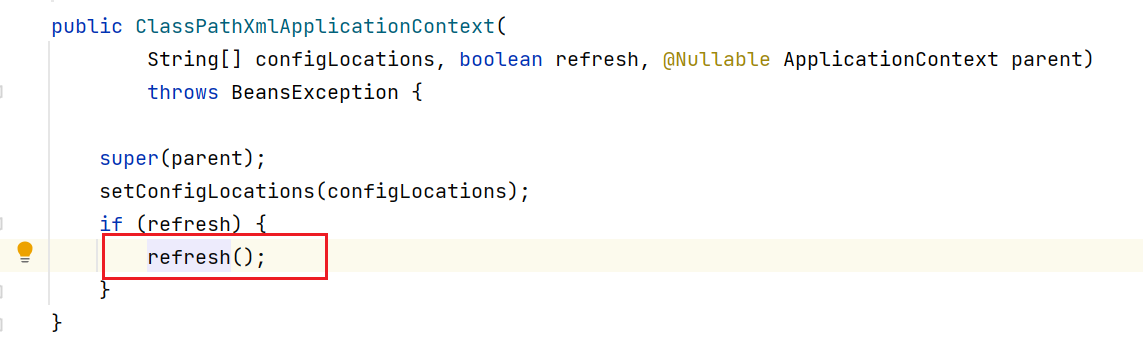 public ClassPathXmlApplicationContext(
String[] configLocations, boolean refresh, @Nullable ApplicationContext parent)
throws BeansException {
super(parent);
setConfigLocations(configLocations);
if (refresh) {
refresh();
}
}